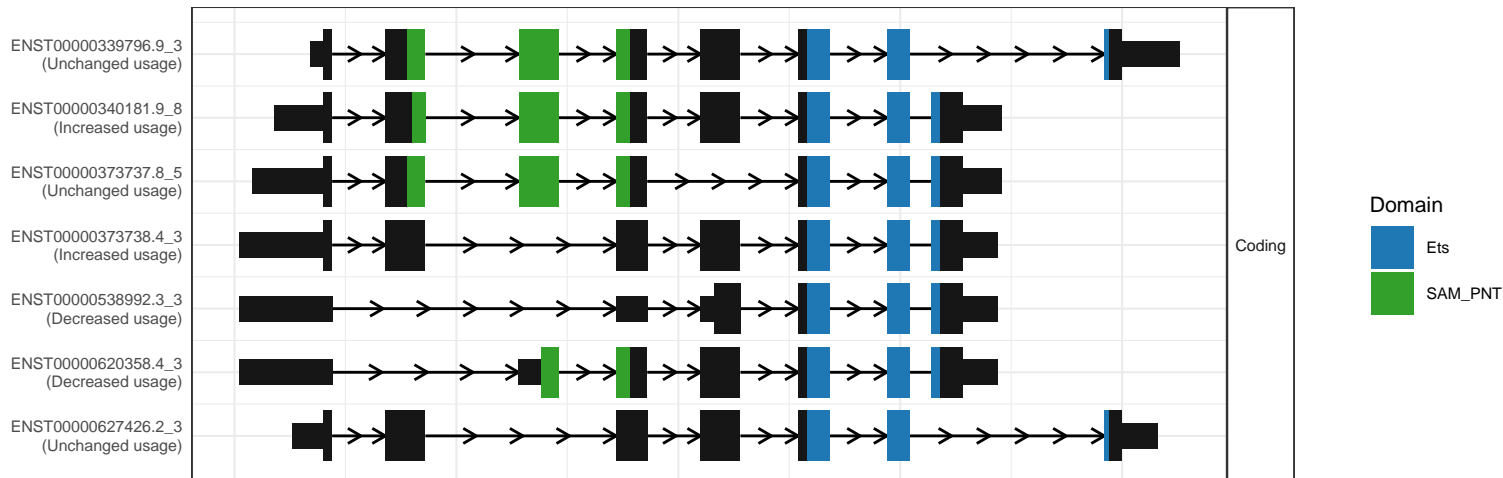 ENST00000339796.9_3
(Unchanged usage)
ENST00000340181.9_8
(Increased usage)
ENST00000373737.8_5
(Unchanged usage)
ENST00000373738.4_3
(Increased usage)
ENST00000538992.3_3
(Decreased usage)
ENST00000620358.4_3
(Decreased usage)
ENST00000627426.2_3
(Unchanged usage)
Coding
Domain
Ets
SAM_PNT